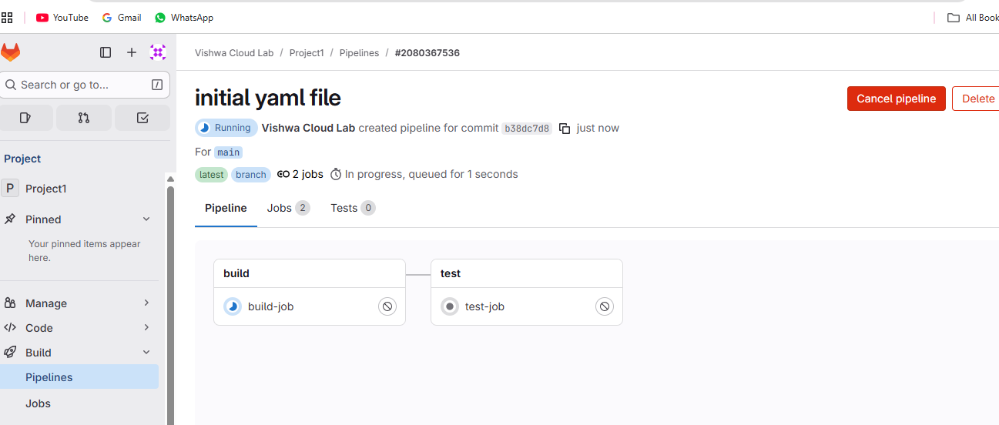 YouTube Gmail WhatsApp All Book
Vishwa Cloud Lab / Project1 / Pipelines / #2080367536
Search or go to... /
initial yaml file
Cancel pipeline Delete
Running Vishwa Cloud Lab created pipeline for commit b38dc7d8 just now
For main
latest branch 2 jobs In progress, queued for 1 seconds
Pipeline Jobs 2 Tests 0
build
build-job
test
test-job
Project
P Project1
Pinned
Your pinned items appear
here.
Manage
Code
Build
Pipelines
Jobs